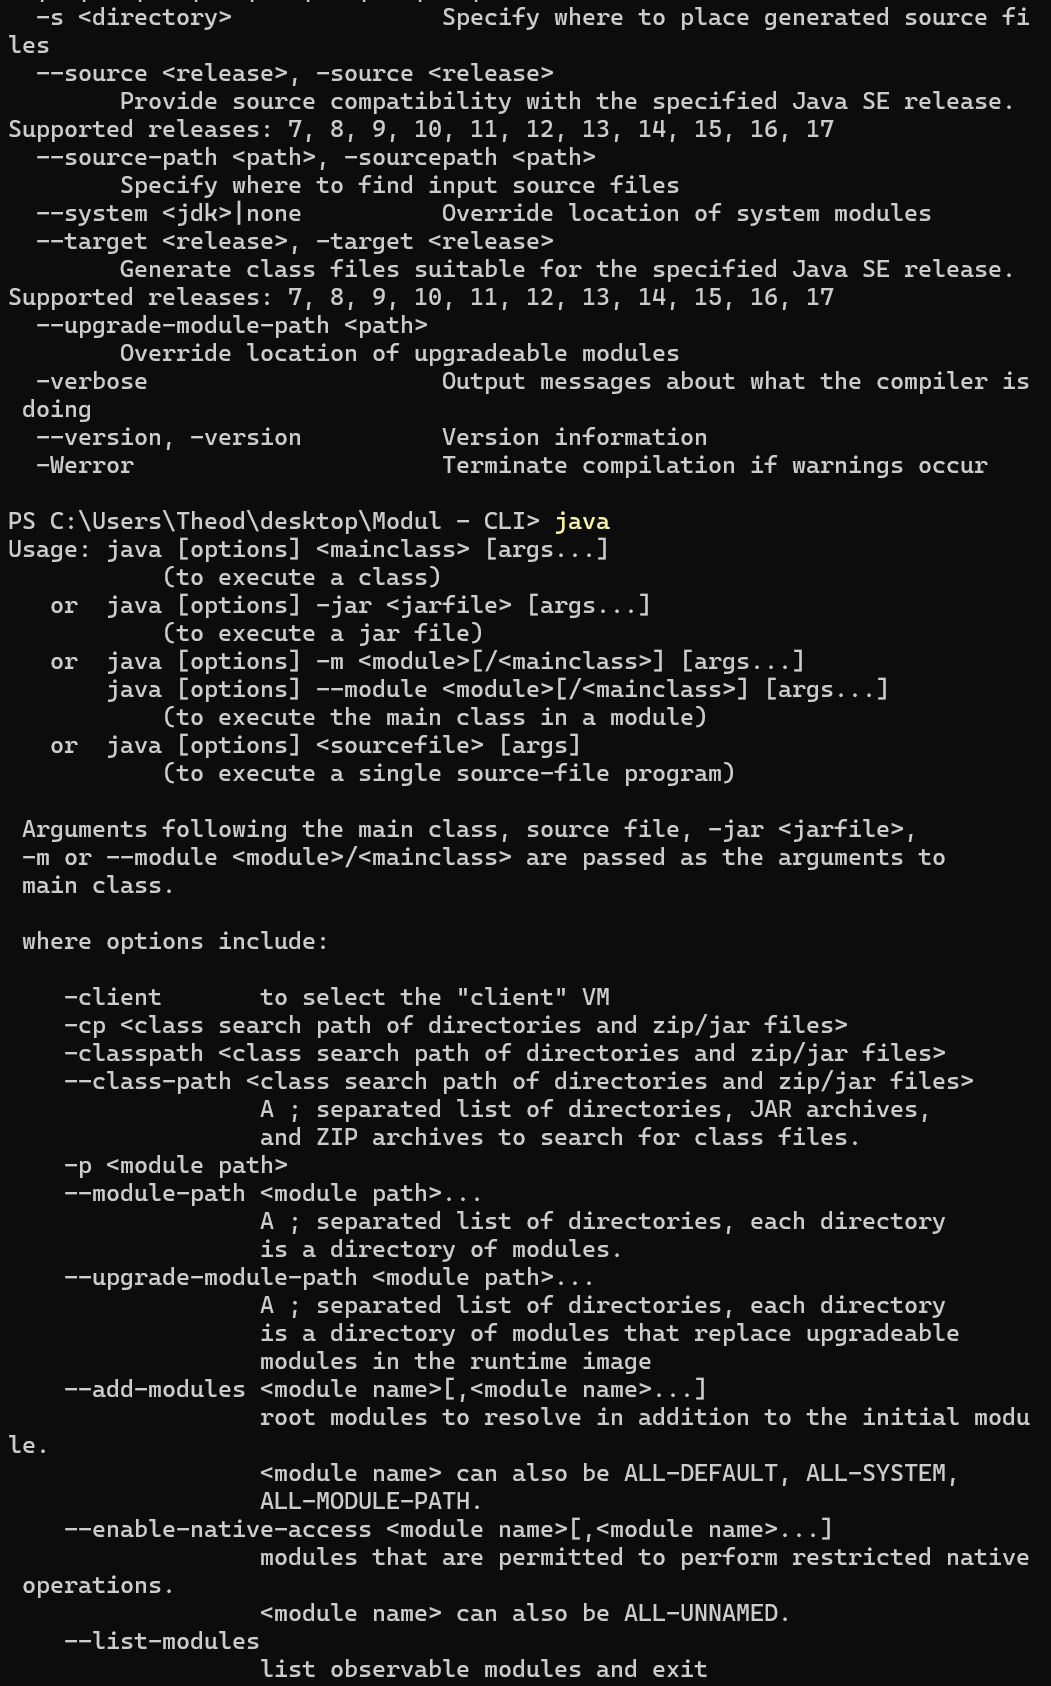 -s <directory>               Specify where to place generated source fi
les
  --source <release>, -source <release>
        Provide source compatibility with the specified Java SE release.
Supported releases: 7, 8, 9, 10, 11, 12, 13, 14, 15, 16, 17
  --source-path <path>, -sourcepath <path>
        Specify where to find input source files
  --system <jdk>|none          Override location of system modules
  --target <release>, -target <release>
        Generate class files suitable for the specified Java SE release.
Supported releases: 7, 8, 9, 10, 11, 12, 13, 14, 15, 16, 17
  --upgrade-module-path <path>
        Override location of upgradeable modules
  -verbose                     Output messages about what the compiler is
 doing
  --version, -version          Version information
  -Werror                      Terminate compilation if warnings occur

PS C:\Users\Theod\desktop\Modul - CLI> java
Usage: java [options] <mainclass> [args...]
           (to execute a class)
   or  java [options] -jar <jarfile> [args...]
           (to execute a jar file)
   or  java [options] -m <module>[/<mainclass>] [args...]
       java [options] --module <module>[/<mainclass>] [args...]
           (to execute the main class in a module)
   or  java [options] <sourcefile> [args]
           (to execute a single source-file program)

 Arguments following the main class, source file, -jar <jarfile>,
 -m or --module <module>/<mainclass> are passed as the arguments to
 main class.

 where options include:

    -client       to select the "client" VM
    -cp <class search path of directories and zip/jar files>
    -classpath <class search path of directories and zip/jar files>
    --class-path <class search path of directories and zip/jar files>
                  A ; separated list of directories, JAR archives,
                  and ZIP archives to search for class files.
    -p <module path>
    --module-path <module path>...
                  A ; separated list of directories, each directory
                  is a directory of modules.
    --upgrade-module-path <module path>...
                  A ; separated list of directories, each directory
                  is a directory of modules that replace upgradeable
                  modules in the runtime image
    --add-modules <module name>[,<module name>...]
                  root modules to resolve in addition to the initial modu
le.
                  <module name> can also be ALL-DEFAULT, ALL-SYSTEM,
                  ALL-MODULE-PATH.
    --enable-native-access <module name>[,<module name>...]
                  modules that are permitted to perform restricted native
 operations.
                  <module name> can also be ALL-UNNAMED.
    --list-modules
                  list observable modules and exit